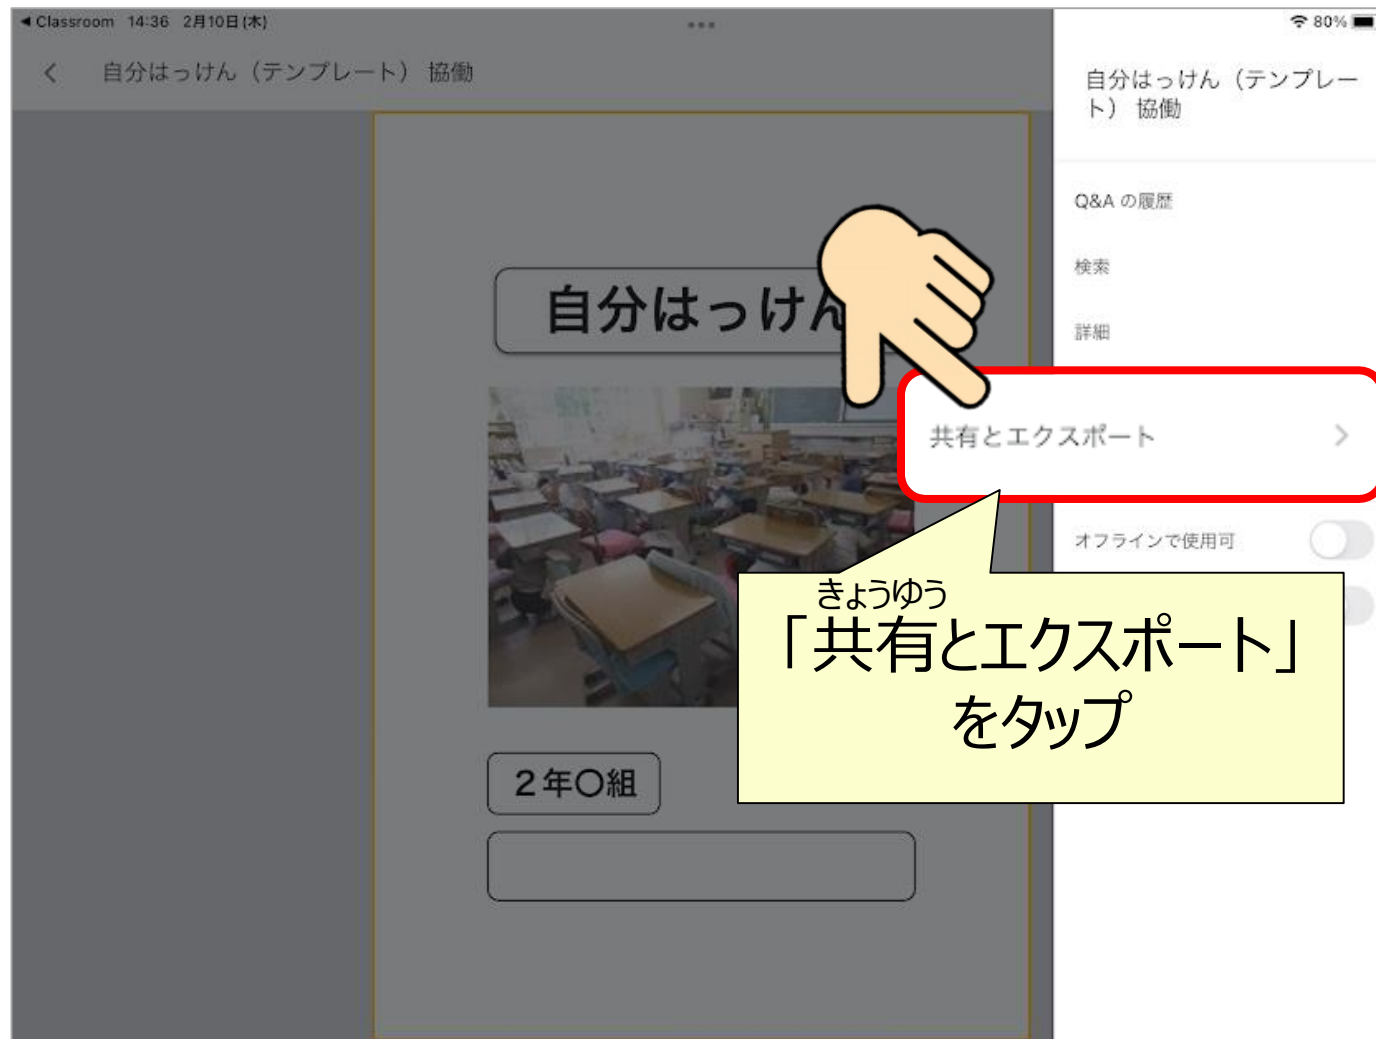 ◀Classroom 14:36 2月10日(木)
80%
自分はっけん（テンプレート） 協働
自分はっけん（テンプレー
ト） 協働
Q&A の履歴
検索
詳細
自分はっけん
共有とエクスポート
オフラインで使用可
きょうゆう
「共有とエクスポート」
をタップ
２年〇組